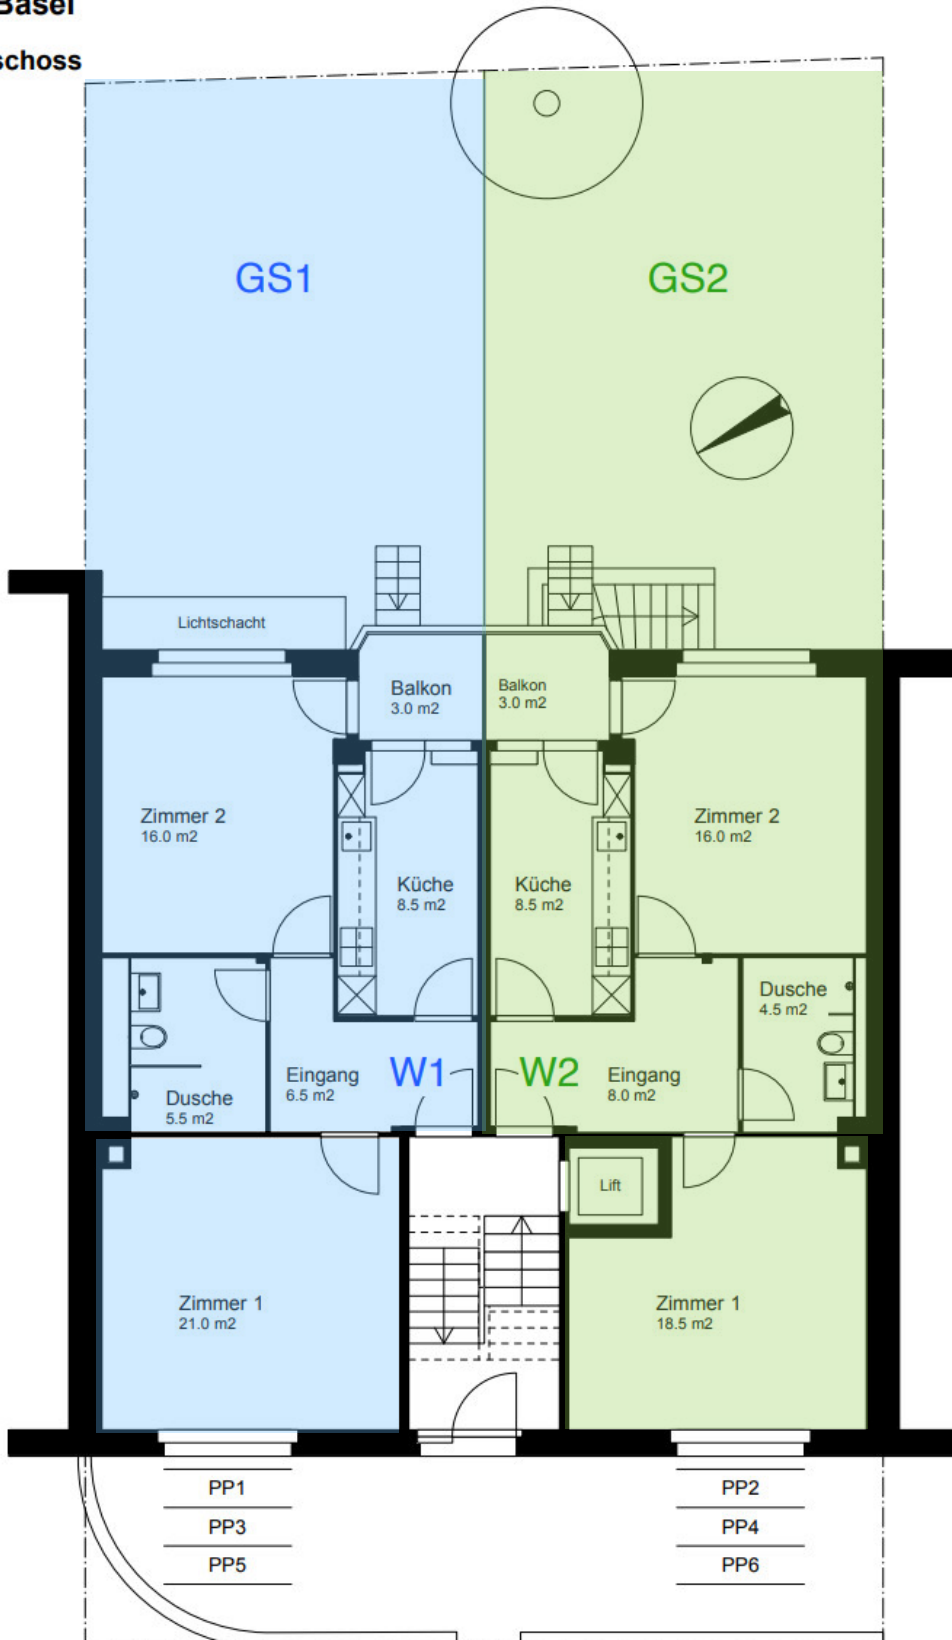 Basel
schoss
GS1
GS2
Lichtschacht
Balkon
3.0 m2
Balkon
3.0 m2
Zimmer 2
16.0 m2
Zimmer 2
16.0 m2
Küche
8.5 m2
Küche
8.5 m2
Dusche
4.5 m2
Eingang
6.5 m2
W1
W2
Eingang
8.0 m2
Dusche
5.5 m2
Lift
Zimmer 1
21.0 m2
Zimmer 1
18.5 m2
PP1
PP2
PP3
PP4
PP5
PP6